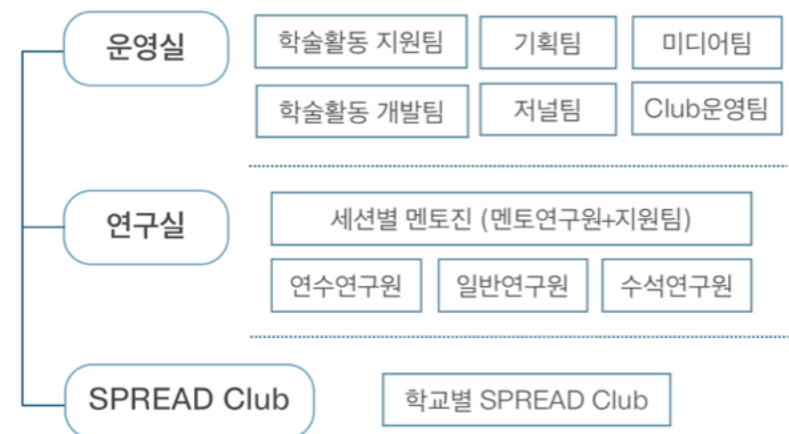 운영실
학술활동 지원팀
기획팀
미디어팀
학술활동 개발팀
저널팀
Club운영팀
연구실
세션별 멘토진 (멘토연구원+지원팀)
연수연구원
일반연구원
수석연구원
SPREAD Club
학교별 SPREAD Club